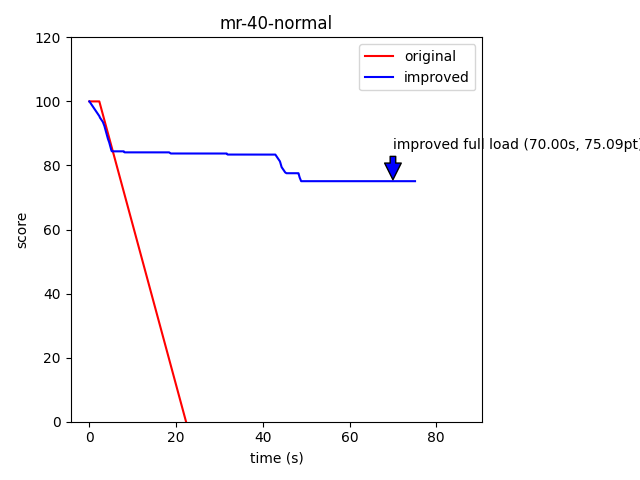 mr-40-normal
120
100
80
60
40
20
0
score
original
improved
improved full load (70.00s, 75.09pt)
0
20
40
60
80
time (s)